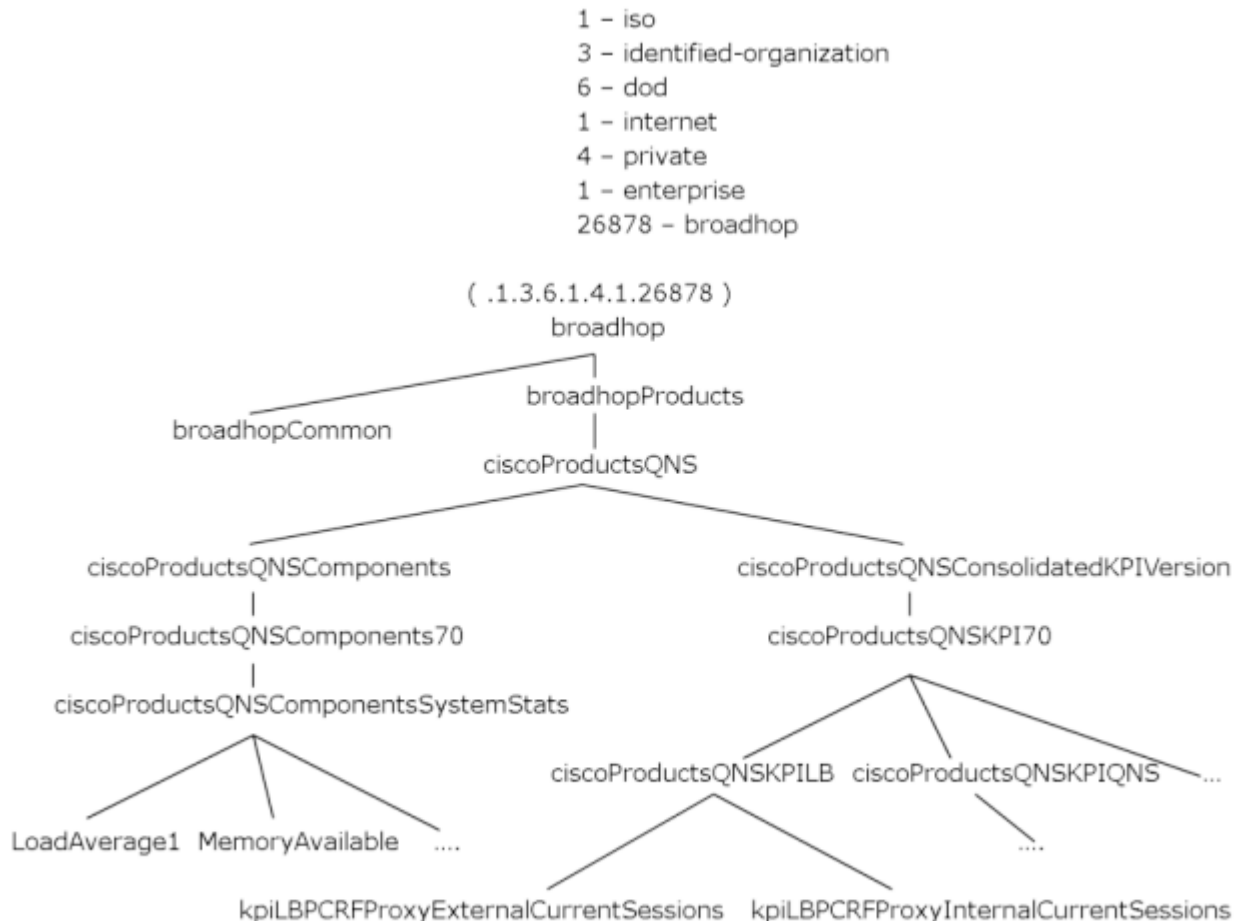 1 – iso
3 – identified-organization
6 – dod
1 – internet
4 – private
1 – enterprise
26878 – broadhop
( .1.3.6.1.4.1.26878 )
broadhop
broadhopProducts
broadhopCommon
ciscoProductsQNS
ciscoProductsQNSComponents ciscoProductsQNSConsolidatedKPIVersion
ciscoProductsQNSComponents70 ciscoProductsQNSKPI70
ciscoProductsQNSComponentsSystemStats
ciscoProductsQNSKPILB ciscoProductsQNSKPIQNS ...
LoadAverage1 MemoryAvailable .... ....
kpiLBPCRFProxyExternalCurrentSessions kpiLBPCRFProxyInternalCurrentSessions